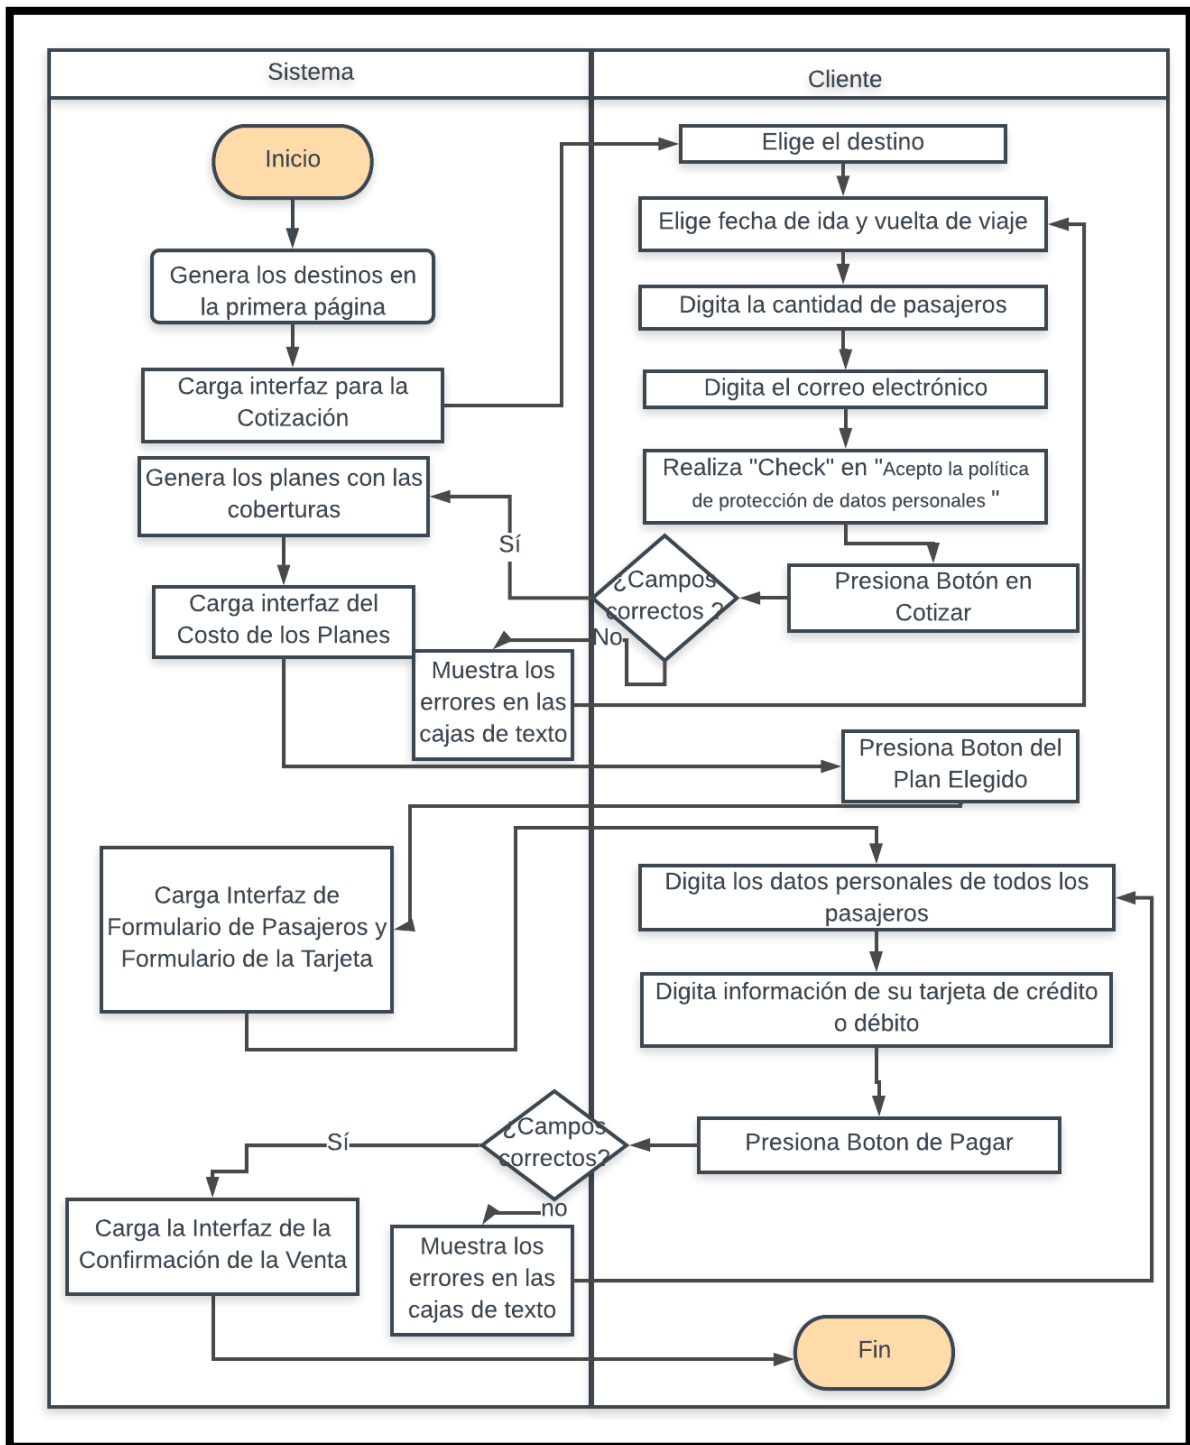 Sistema
Cliente
Inicio
Genera los destinos en
la primera página
Carga interfaz para la
Cotización
Elige el destino
Elige fecha de ida y vuelta de viaje
Digita la cantidad de pasajeros
Digita el correo electrónico
Realiza "Check" en "Acepto la política
de protección de datos personales "
Presiona Botón en
Cotizar
¿Campos
correctos ?
Sí
No
Genera los planes con las
coberturas
Carga interfaz del
Costo de los Planes
Muestra los
errores en las
cajas de texto
Presiona Boton del
Plan Elegido
Carga Interfaz de
Formulario de Pasajeros y
Formulario de la Tarjeta
Digita los datos personales de todos los
pasajeros
Digita información de su tarjeta de crédito
o débito
Presiona Boton de Pagar
¿Campos
correctos?
Sí
no
Carga la Interfaz de la
Confirmación de la Venta
Muestra los
errores en las
cajas de texto
Fin